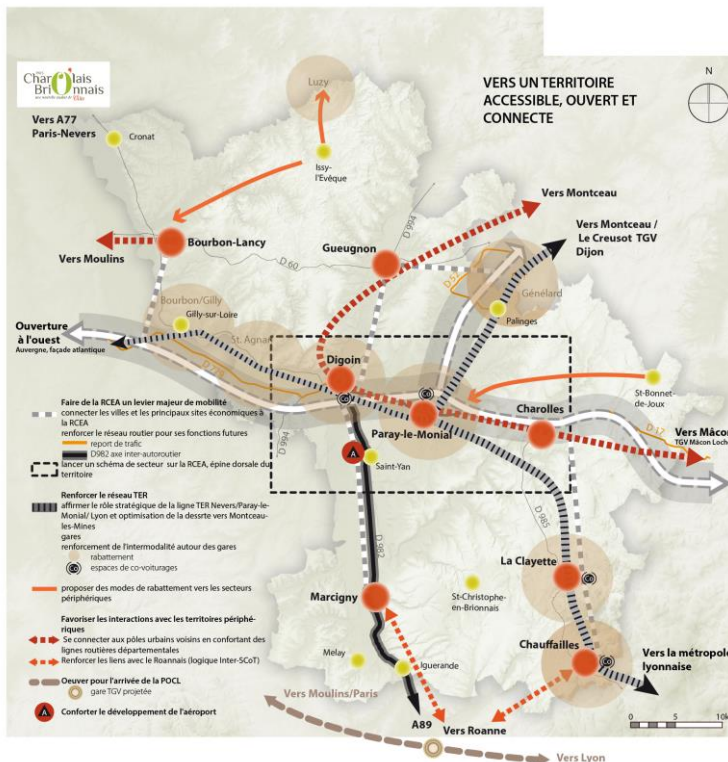 PAYS
Charolais
Brionnais
VERS UN TERRITOIRE
ACCESSIBLE, OUVERT ET
CONNECTE
N
Luzy
Vers A77
Paris-Nevers
Cronat
Issy-
l'Evêque
Vers Montceau
D 994
Vers Montceau /
Le Creusot TGV
Dijon
Bourbon-Lancy
Gueugnon
Vers Moulins
D 60
D 57
Génélard
Bourbon/Gilly
Gilly-sur-Loire
Palinges
Ouverture
à l'ouest
Auvergne, façade atlantique
St. Agnan
Digoin
Co
Co
St-Bonnet-
de-Joux
Paray-le-Monial
Charolles
Vers Mâcon
TGV Mâcon Loché
D 17
D 994
A
Saint-Yan
D 982
D 985
La Clayette
Co
Marcigny
St-Christophe-
en-Brionnais
Chauffailles
Co
Melay
Iguerande
Vers la métropole
lyonnaise
Vers Moulins/Paris
A89
Vers Roanne
0 5 10k
Vers Lyon
Faire de la RCEA un levier majeur de mobilité
connecter les villes et les principaux sites économiques à
la RCEA
renforcer le réseau routier pour ses fonctions futures
report de trafic
D982 axe inter-autoroutier
lancer un schéma de secteur sur la RCEA, épine dorsale du
territoire
Renforcer le réseau TER
affirmer le rôle stratégique de la ligne TER Nevers/Paray-le-
Monial/ Lyon et optimisation de la dessrte vers Montceau-
les-Mines
gares
renforcement de l'intermodalité autour des gares
rabattement
Co espaces de co-voiturages
proposer des modes de rabattement vers les secteurs
périphériques
Favoriser les interactions avec les territoires périphé-
riques
Se connecter aux pôles urbains voisins en confortant des
lignes routières départementales
Renforcer les liens avec le Roannais (logique Inter-SCoT)
Oeuver pour l'arrivée de la POCL
gare TGV projetée
A Conforter le développement de l'aéroport